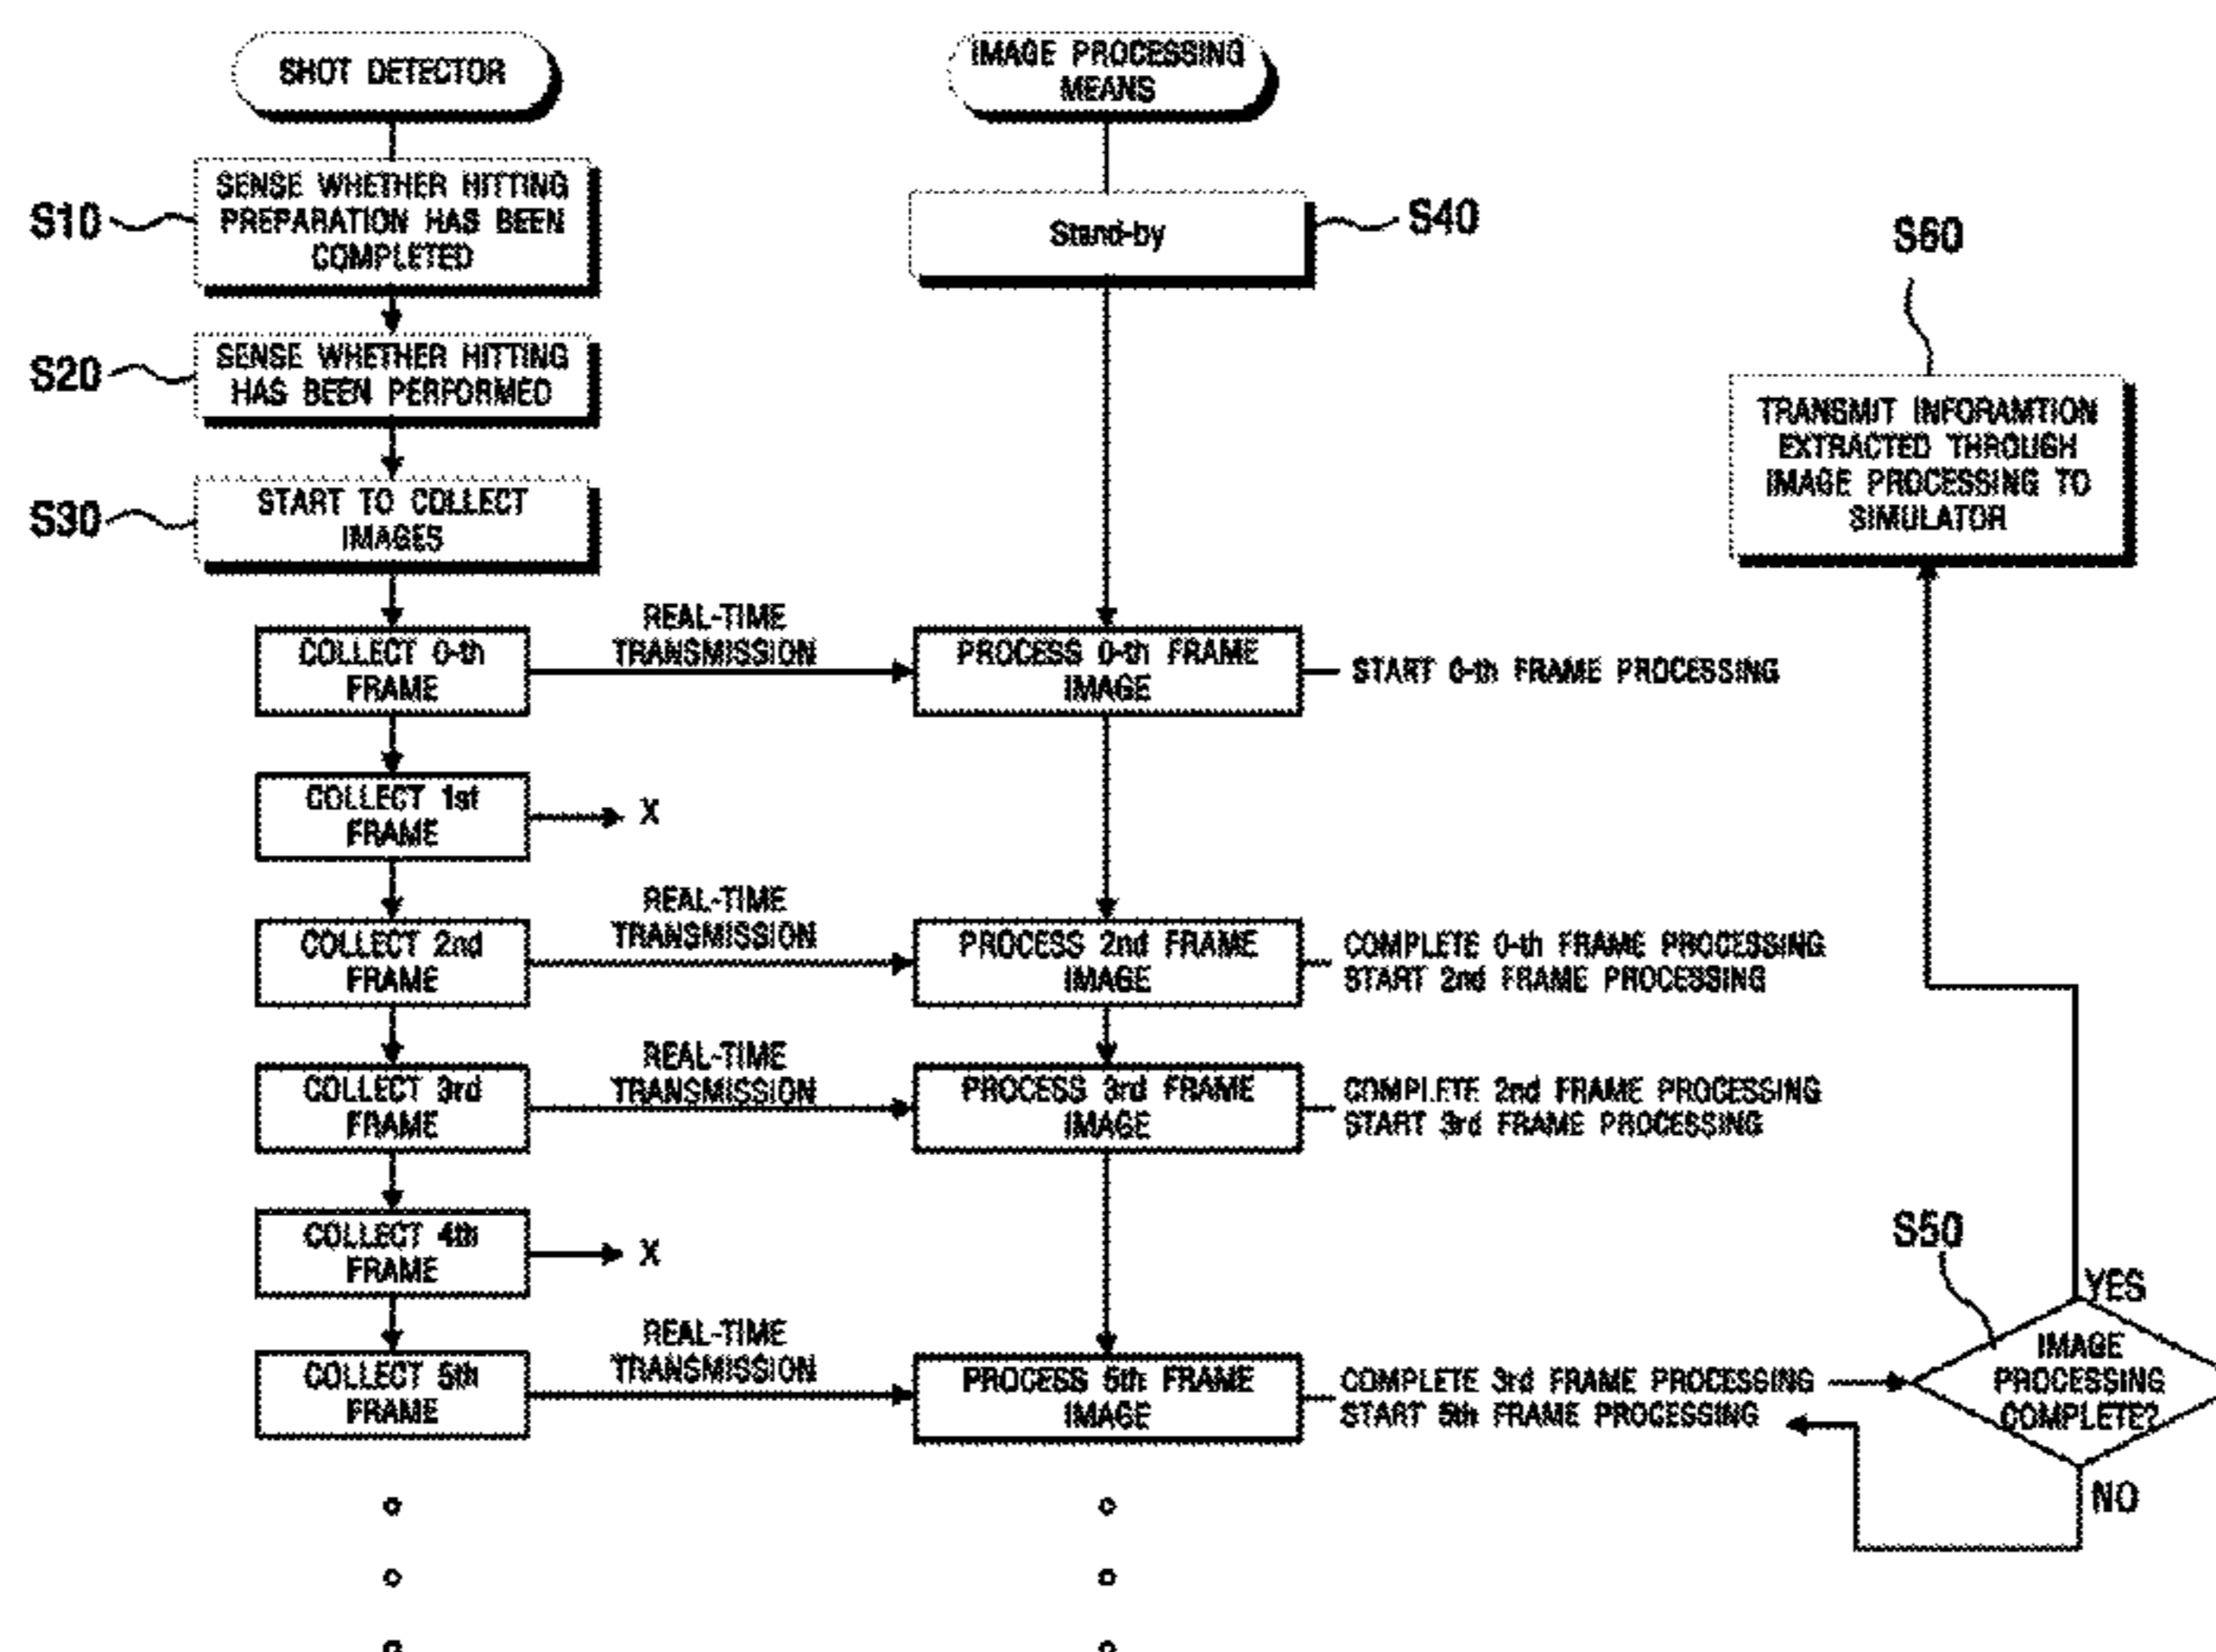 SHOT DETECTOR
IMAGE PROCESSING
MEANS
S10
SENSE WHETHER HITTING
PREPARATION HAS BEEN
COMPLETED
Stand-by
S40
S20
SENSE WHETHER HITTING
HAS BEEN PERFORMED
S60
TRANSMIT INFORAMTION
EXTRACTED THROUGH
IMAGE PROCESSING TO
SIMULATOR
S30
START TO COLLECT
IMAGES
COLLECT 0-th
FRAME
REAL-TIME
TRANSMISSION
PROCESS 0-th FRAME
IMAGE
START 0-th FRAME PROCESSING
COLLECT 1st
FRAME
X
COLLECT 2nd
FRAME
REAL-TIME
TRANSMISSION
PROCESS 2nd FRAME
IMAGE
COMPLETE 0-th FRAME PROCESSING
START 2nd FRAME PROCESSING
COLLECT 3rd
FRAME
REAL-TIME
TRANSMISSION
PROCESS 3rd FRAME
IMAGE
COMPLETE 2nd FRAME PROCESSING
START 3rd FRAME PROCESSING
COLLECT 4th
FRAME
X
COLLECT 5th
FRAME
REAL-TIME
TRANSMISSION
PROCESS 5th FRAME
IMAGE
COMPLETE 3rd FRAME PROCESSING
START 5th FRAME PROCESSING
S50
YES
IMAGE
PROCESSING
COMPLETE?
NO